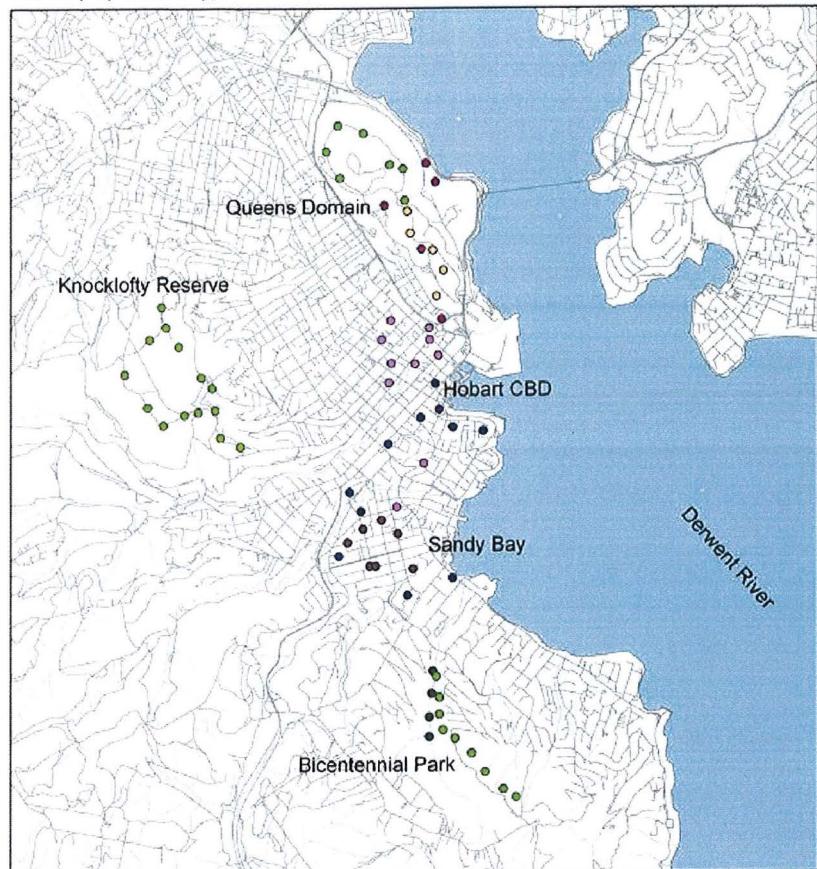 Queens Domain
Knocklofty Reserve
Hobart CBD
Sandy Bay
Derwent River
Bicentennial Park